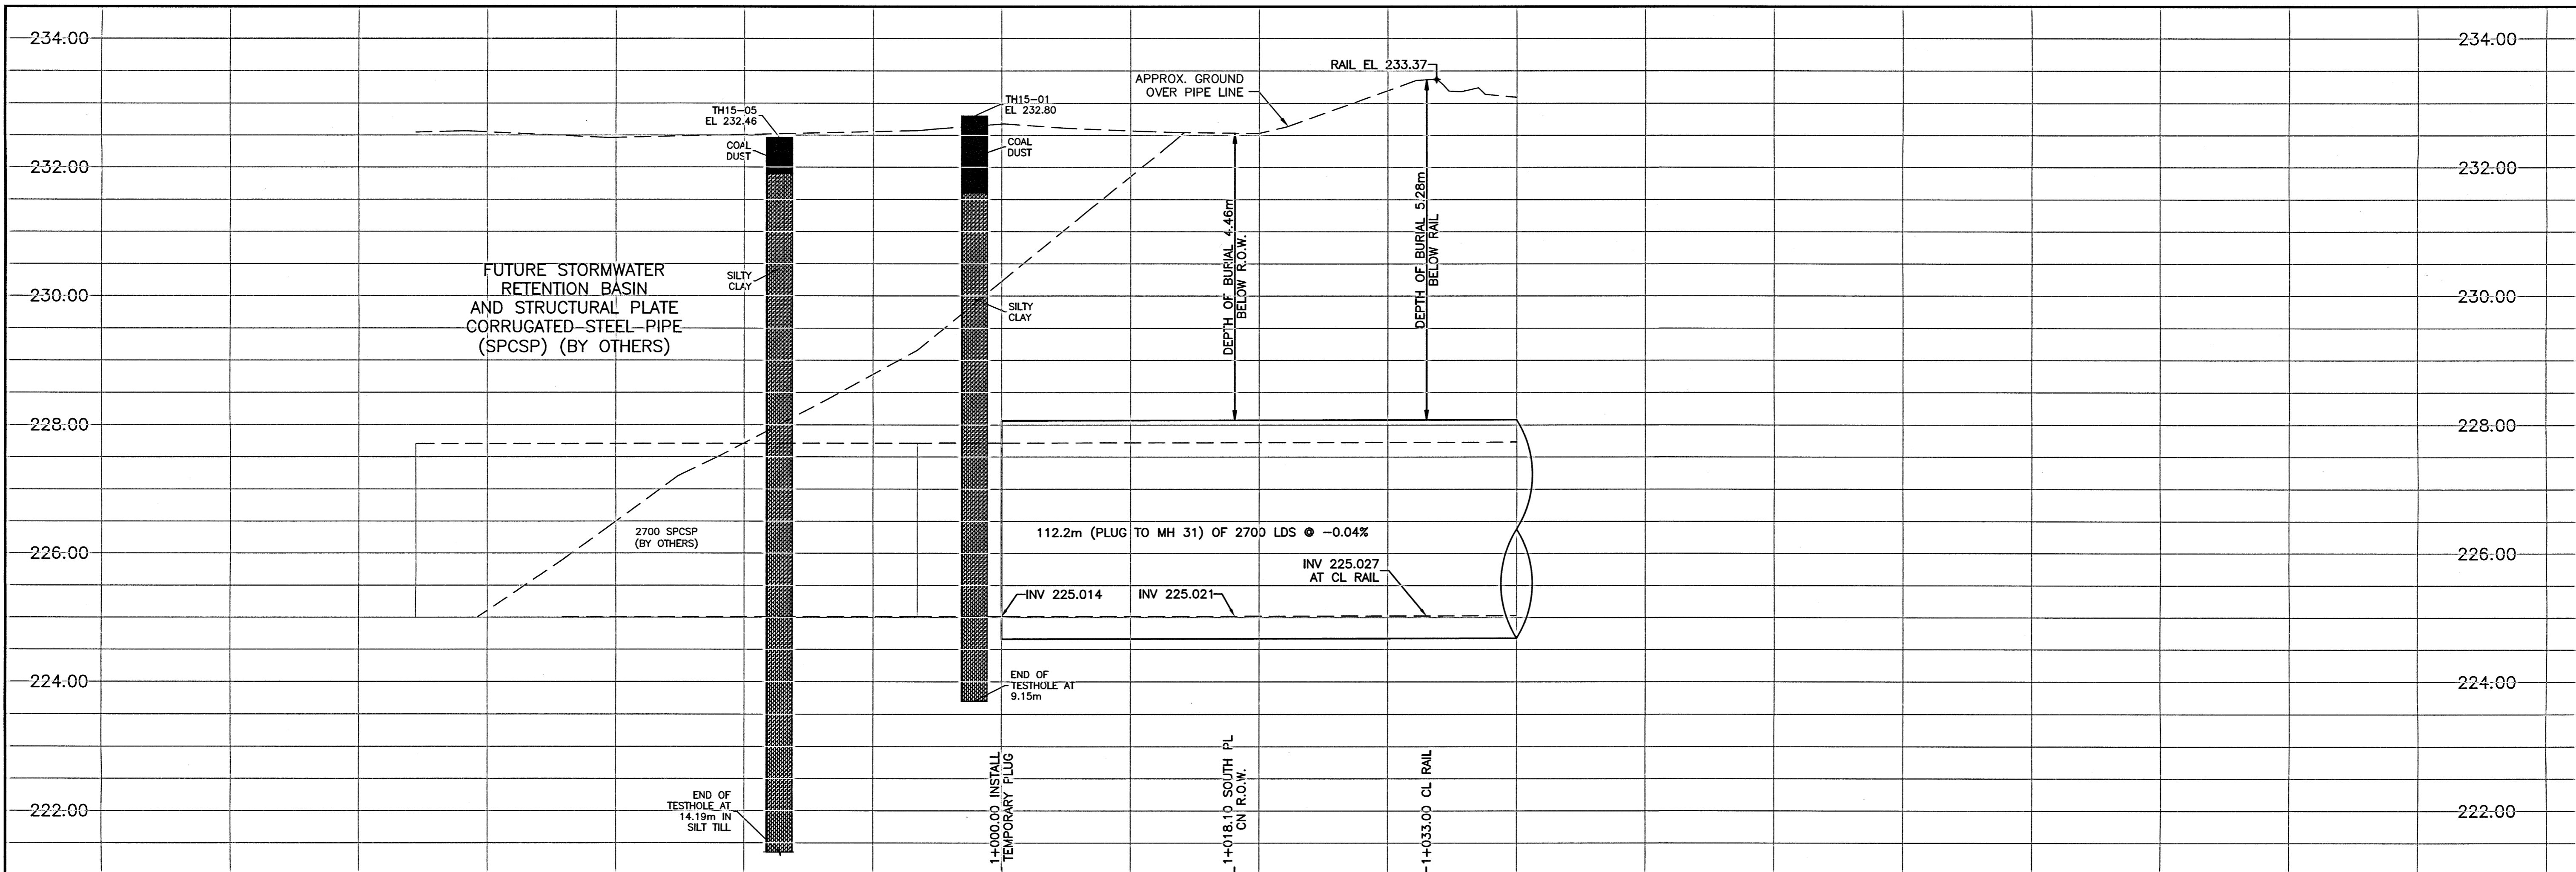 234.00
234.00
RAIL EL 233.37
APPROX. GROUND
OVER PIPE LINE
TH15-01
EL 232.80
TH15-05
EL 232.46
COAL
DUST
COAL
DUST
232.00
232.00
DEPTH OF BURIAL 4.46m
BELOW R.O.W.
DEPTH OF BURIAL 5.28m
BELOW RAIL
FUTURE STORMWATER
RETENTION BASIN
AND STRUCTURAL PLATE
CORRUGATED STEEL PIPE
(SPCSP) (BY OTHERS)
SILTY
CLAY
230.00
230.00
SILTY
CLAY
228.00
228.00
2700 SPCSP
(BY OTHERS)
112.2m (PLUG TO MH 31) OF 2700 LDS @ -0.04%
226.00
226.00
INV 225.027
AT CL RAIL
INV 225.014
INV 225.021
END OF
TESTHOLE AT
9.15m
224.00
224.00
1+000.00 INSTALL
TEMPORARY PLUG
1+018.10 SOUTH PL
CN R.O.W.
1+033.00 CL RAIL
END OF
TESTHOLE AT
14.19m IN
SILT TILL
222.00
222.00